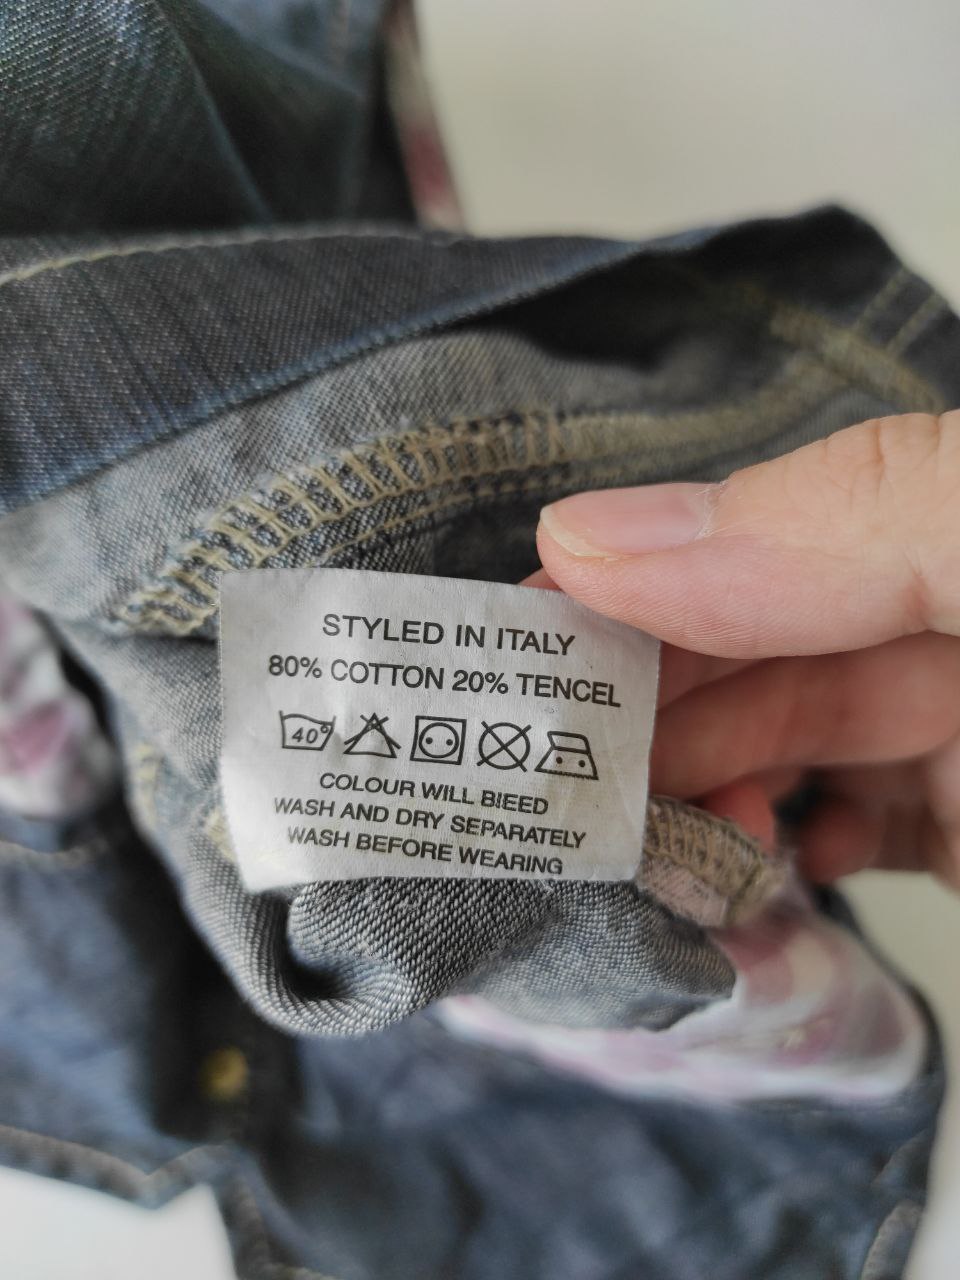 STYLED IN ITALY
80% COTTON 20% TENCEL
40°
COLOUR WILL BIEED
WASH AND DRY SEPARATELY
WASH BEFORE WEARING